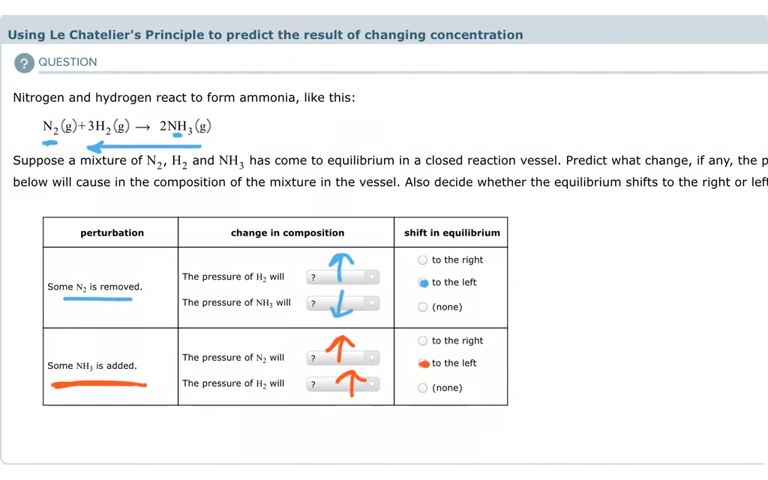 Using Le Chatelier's Principle to predict the result of changing concentration
? QUESTION
Nitrogen and hydrogen react to form ammonia, like this:
N₂(g)+3H₂(g) → 2NH₃(g)
Suppose a mixture of N₂, H₂ and NH₃ has come to equilibrium in a closed reaction vessel. Predict what change, if any, the p
below will cause in the composition of the mixture in the vessel. Also decide whether the equilibrium shifts to the right or left
perturbation change in composition shift in equilibrium
Some N₂ is removed.
The pressure of H₂ will ?
The pressure of NH₃ will ?
to the right
to the left
(none)
Some NH₃ is added.
The pressure of N₂ will ?
The pressure of H₂ will ?
to the right
to the left
(none)